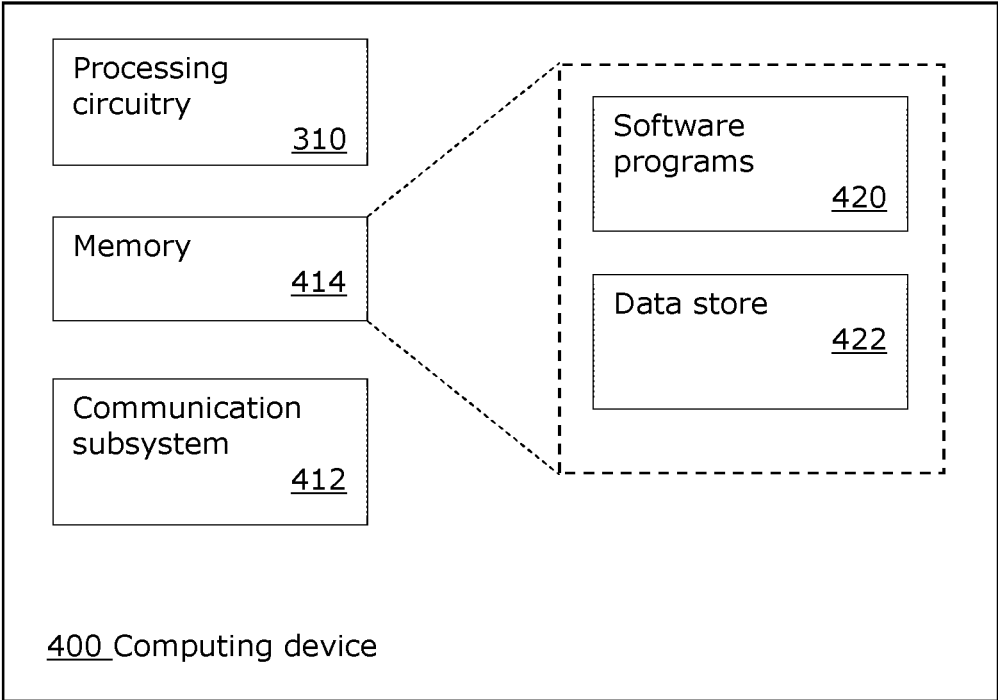 Processing
circuitry
310
Memory
414
Communication
subsystem
412
Software
programs
420
Data store
422
400 Computing device